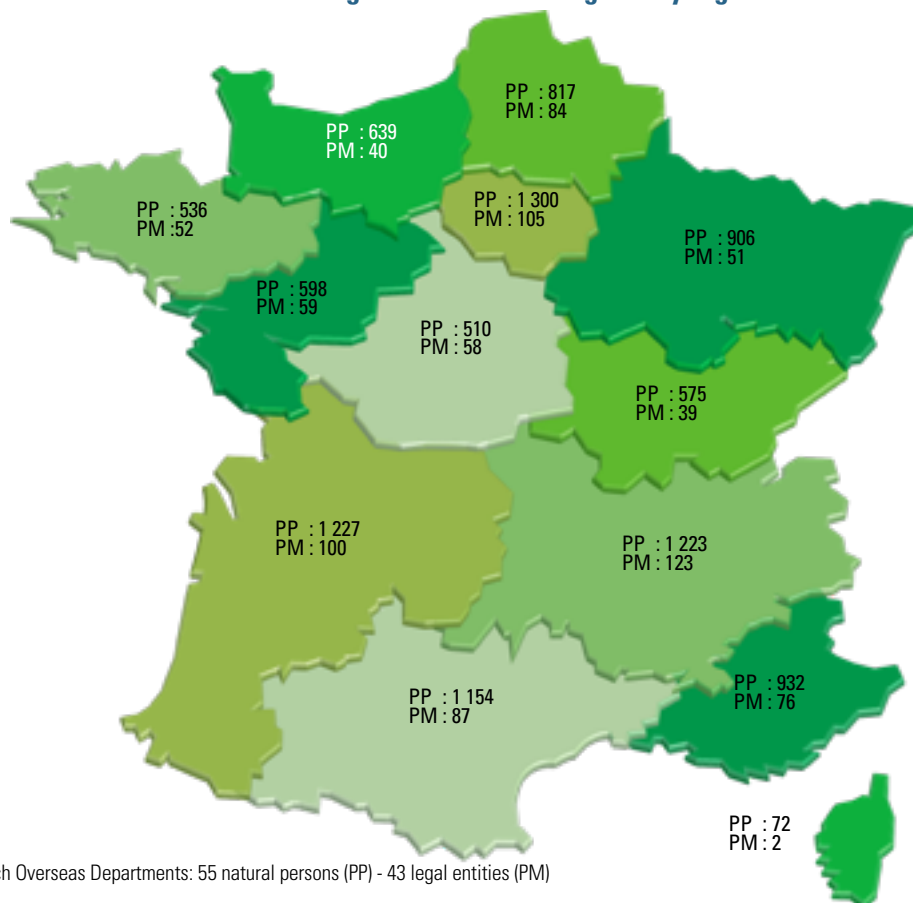 PP : 817
PM : 84
PP : 639
PM : 40
PP : 1 300
PM : 105
PP : 536
PM :52
PP : 906
PM : 51
PP : 598
PM : 59
PP : 510
PM : 58
PP : 575
PM : 39
PP : 1 227
PM : 100
PP : 1 223
PM : 123
PP : 932
PM : 76
PP : 1 154
PM : 87
PP : 72
PM : 2
Overseas Departments: 55 natural persons (PP) - 43 legal entities (PM)